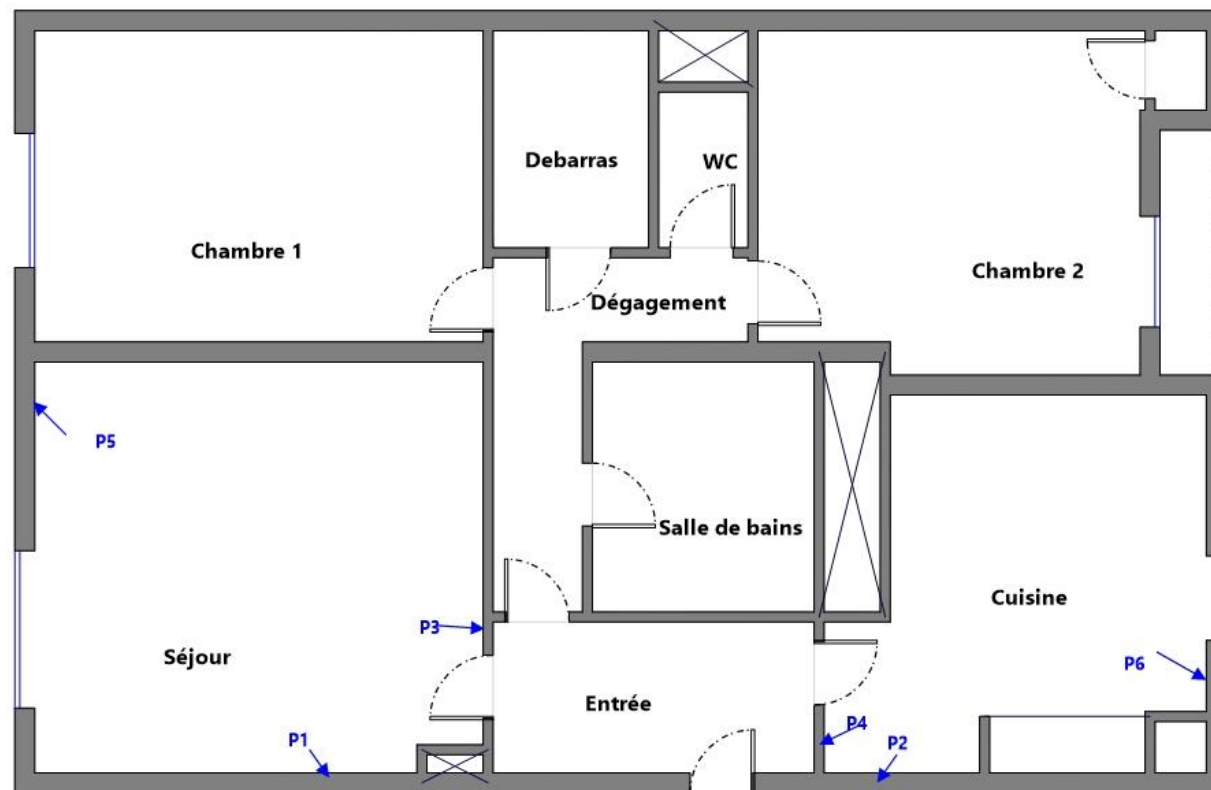 Debarras
WC
Chambre 1
Chambre 2
Dégagement
P5
Salle de bains
Cuisine
P3
Séjour
P6
Entrée
P4
P1
P2